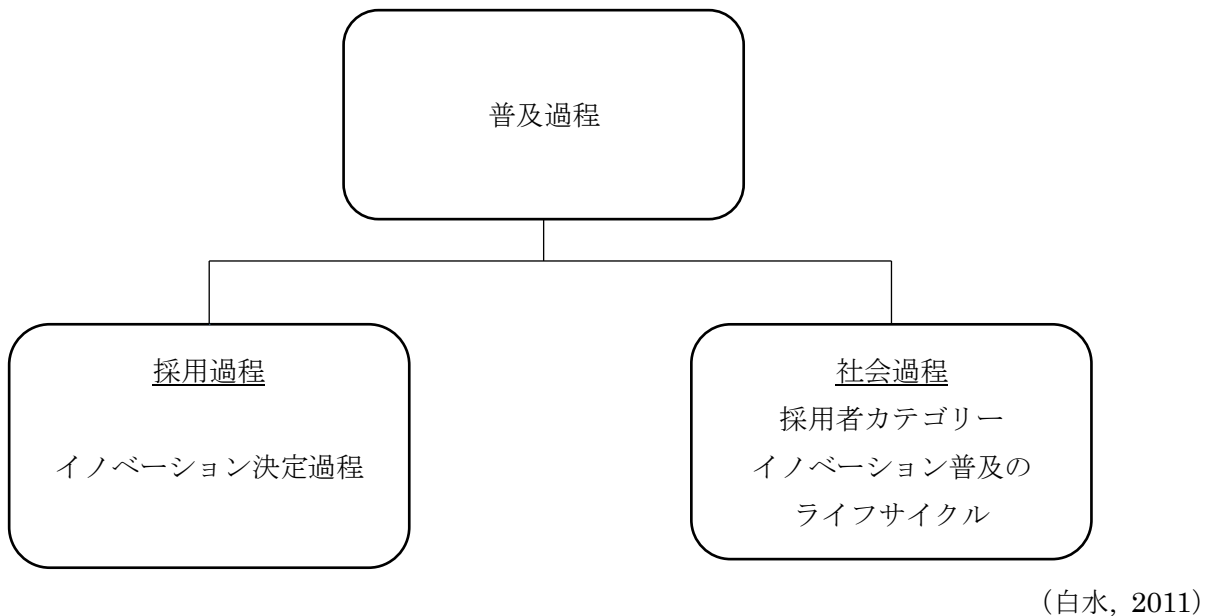 普及過程
採用過程
イノベーション決定過程
社会過程
採用者カテゴリー
イノベーション普及の
ライフサイクル
（白水, 2011）